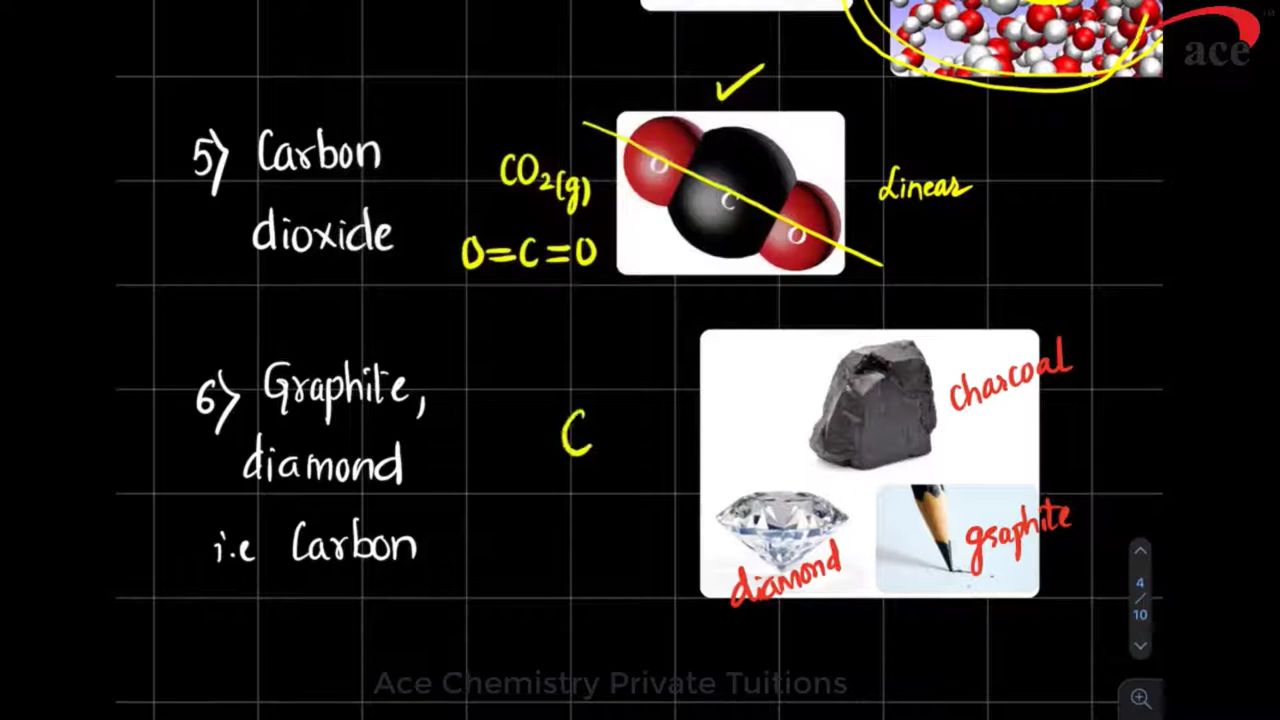 ace
5) Carbon
dioxide
CO₂(g)
O=C=O
O
C
O
Linear
6) Graphite,
diamond
i.e Carbon
C
charcoal
diamond
graphite
4
/
10
Ace Chemistry Private Tuitions